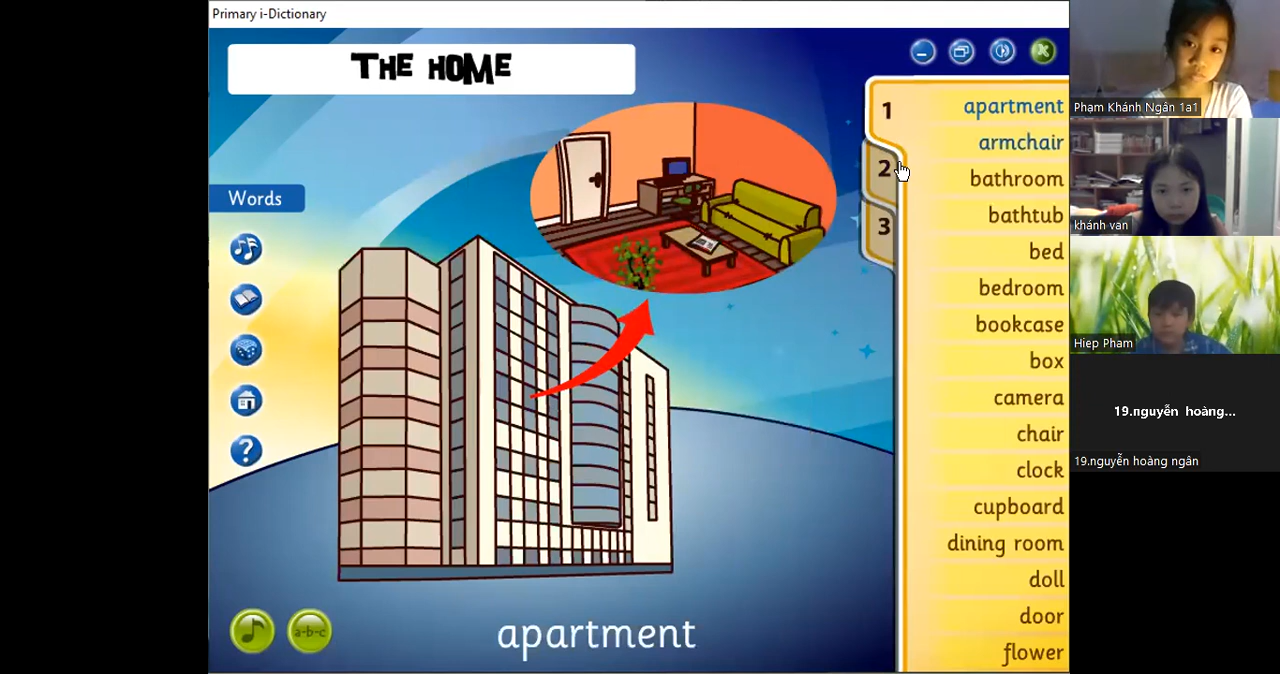 Primary i-Dictionary
THE HOME
Words
a-b-c
apartment
1
2
3
apartment
armchair
bathroom
bathtub
bed
bedroom
bookcase
box
camera
chair
clock
cupboard
dining room
doll
door
flower
Phạm Khánh Ngân 1a1
khánh van
Hiep Pham
19.nguyễn hoàng...
19.nguyễn hoàng ngân